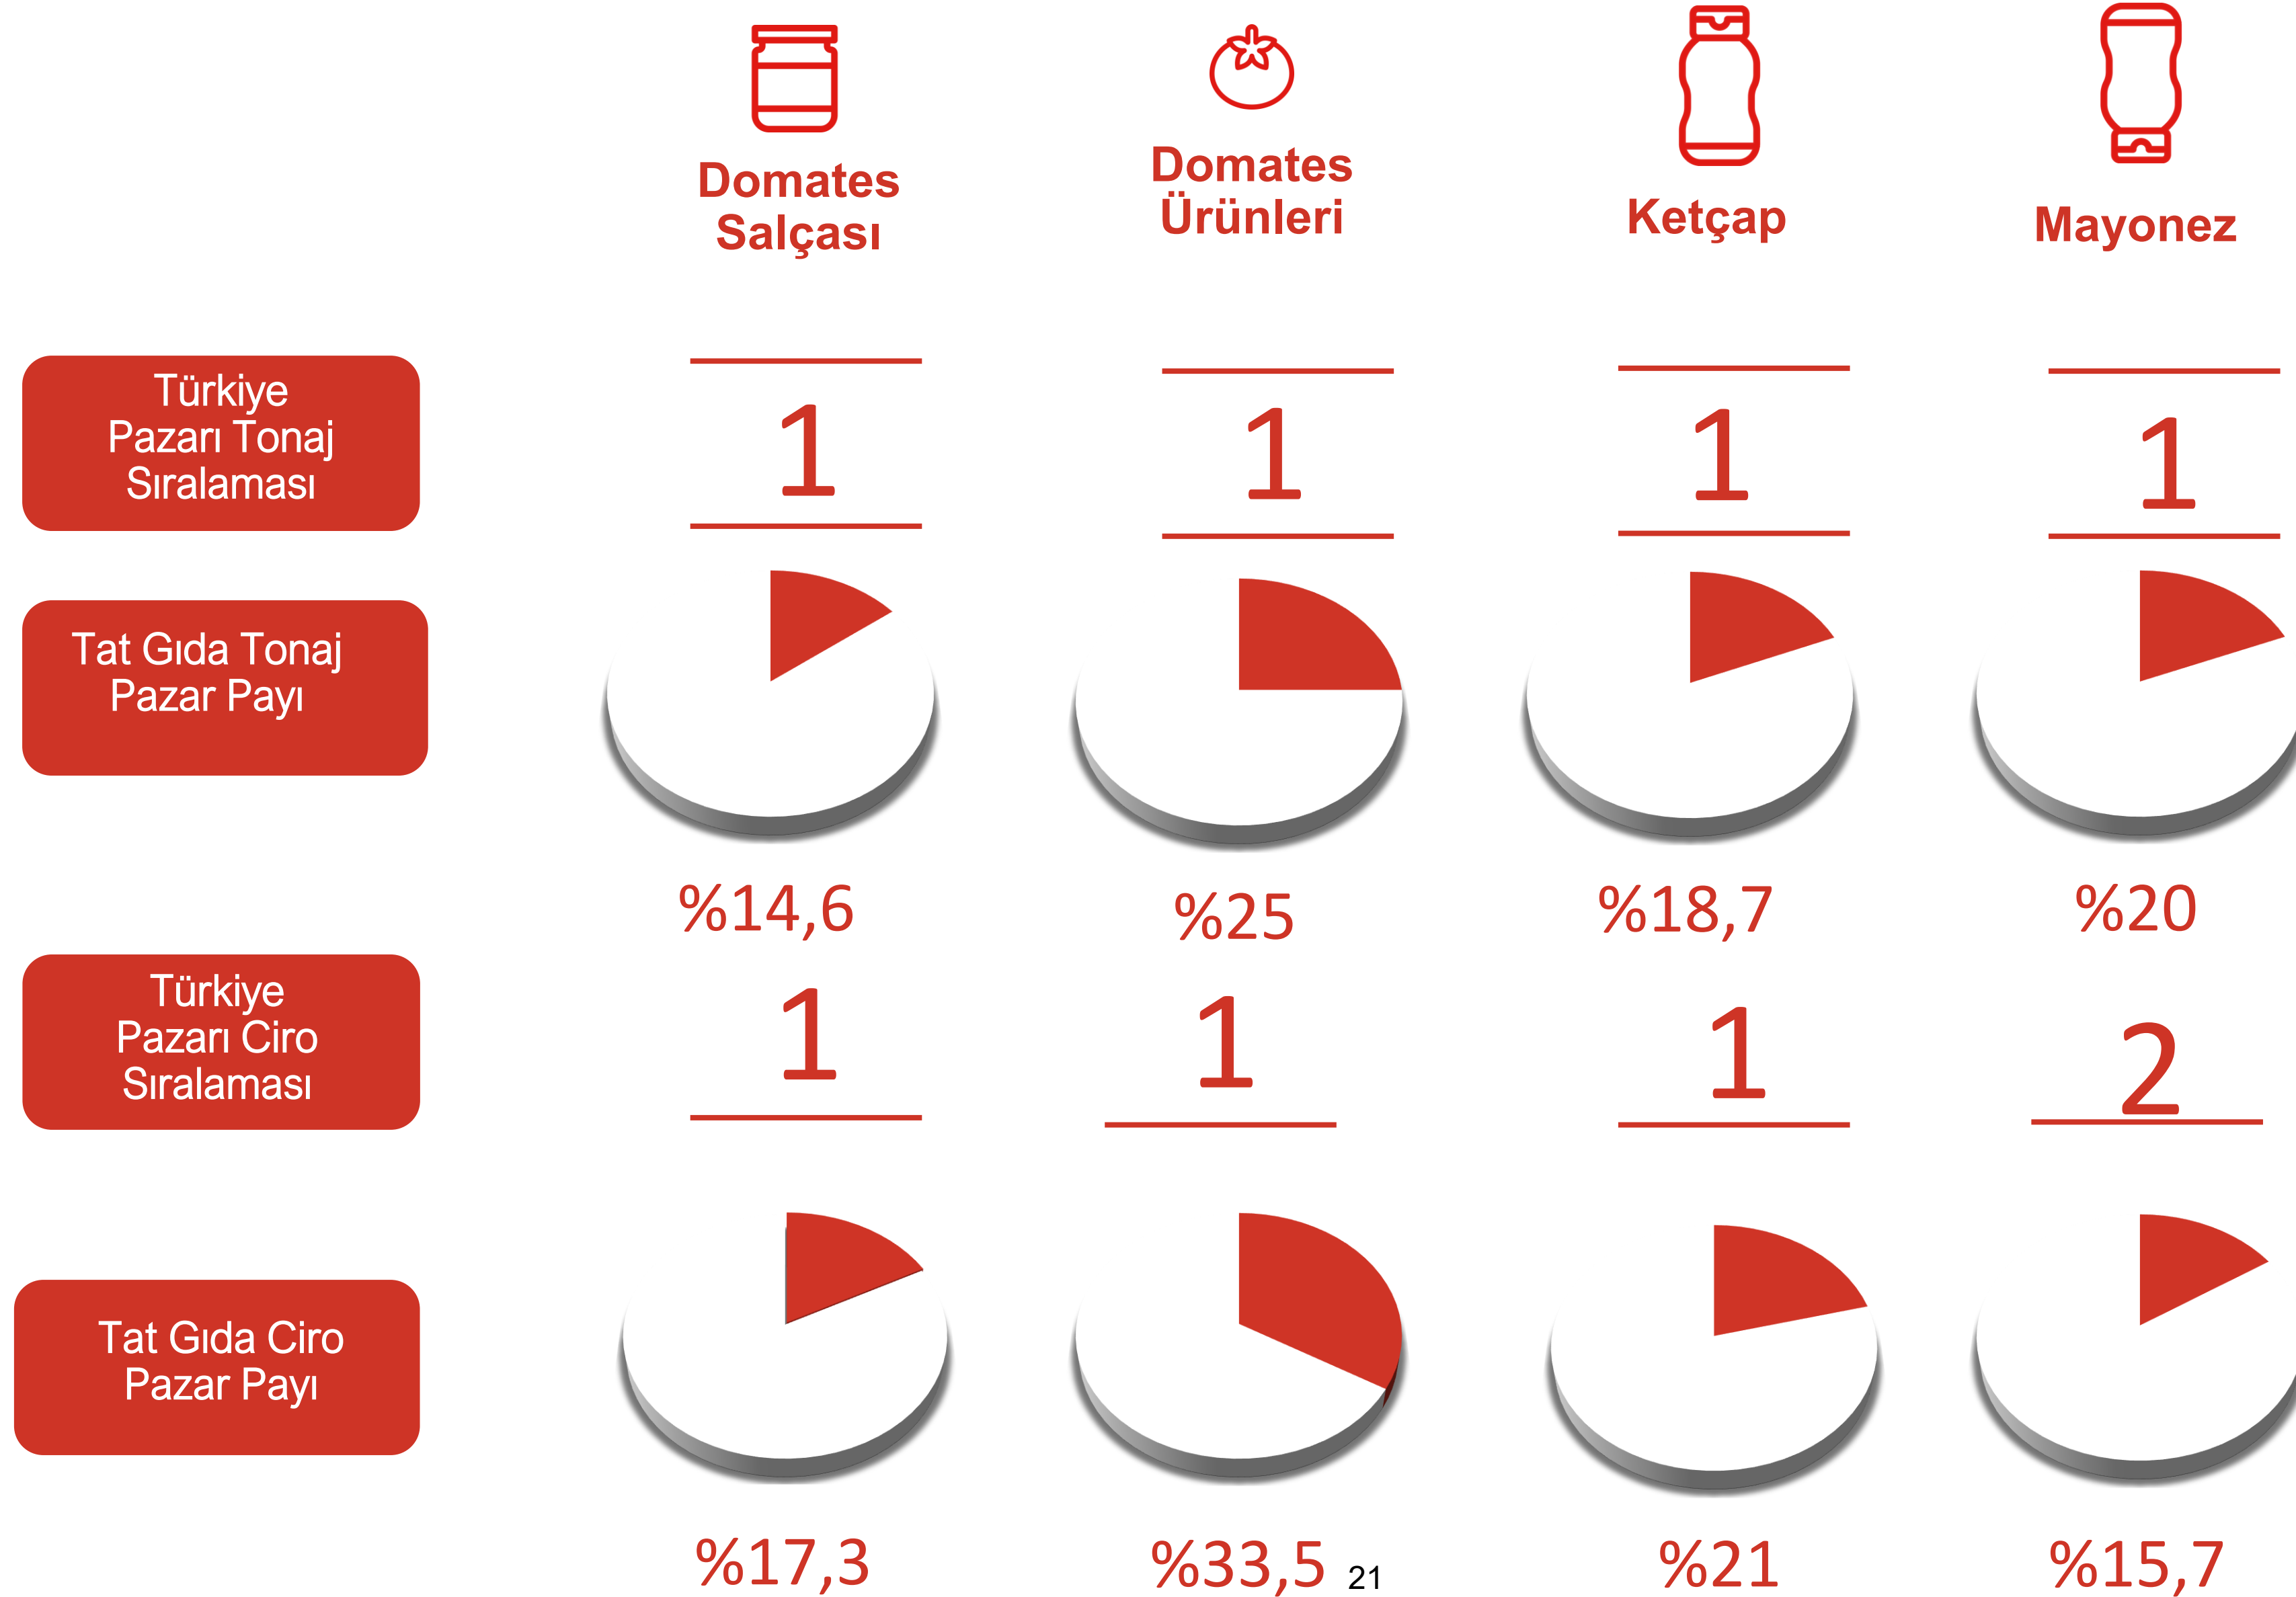 Domates
Salçası
Domates
Ürünleri
Ketçap
Mayonez
Türkiye
Pazarı Tonaj
Sıralaması
1
1
1
1
Tat Gıda Tonaj
Pazar Payı
%14,6
%25
%18,7
%20
Türkiye
Pazarı Ciro
Sıralaması
1
1
1
2
Tat Gıda Ciro
Pazar Payı
%17,3
%33,5
%21
%15,7
21